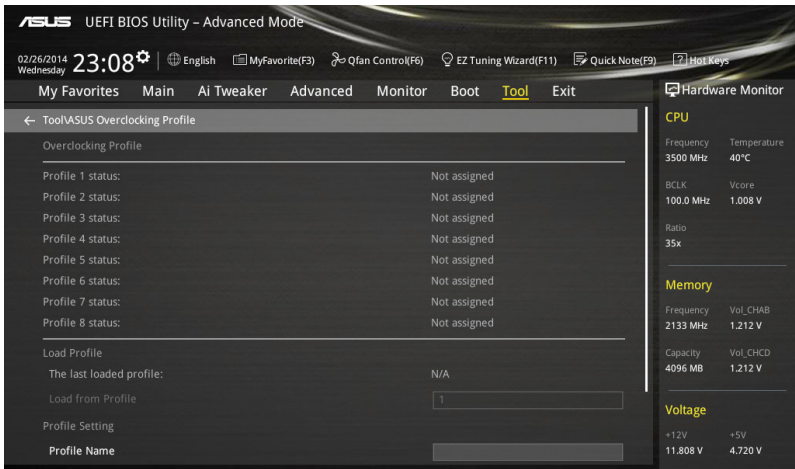 ASUS UEFI BIOS Utility – Advanced Mode
02/26/2014
Wednesday
23:08
English
MyFavorite(F3)
Qfan Control(F6)
EZ Tuning Wizard(F11)
Quick Note(F9)
? Hot Keys
My Favorites Main Ai Tweaker Advanced Monitor Boot Tool Exit
← Tool\ASUS Overclocking Profile
Overclocking Profile
Profile 1 status: Not assigned
Profile 2 status: Not assigned
Profile 3 status: Not assigned
Profile 4 status: Not assigned
Profile 5 status: Not assigned
Profile 6 status: Not assigned
Profile 7 status: Not assigned
Profile 8 status: Not assigned
Load Profile
The last loaded profile: N/A
Load from Profile 1
Profile Setting
Profile Name
Hardware Monitor
CPU
Frequency Temperature
3500 MHz 40°C
BCLK Vcore
100.0 MHz 1.008 V
Ratio
35x
Memory
Frequency Vol_CHAB
2133 MHz 1.212 V
Capacity Vol_CHCD
4096 MB 1.212 V
Voltage
+12V +5V
11.808 V 4.720 V